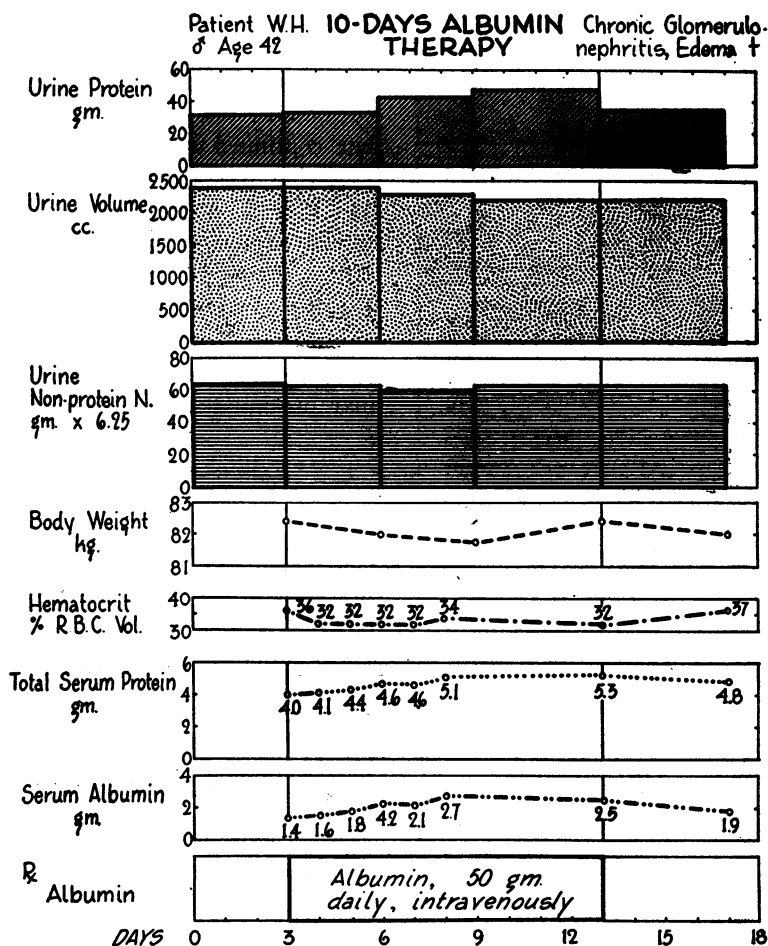 Patient W.H. 10-DAYS ALBUMIN Chronic Glomerulo-
♂ Age 42 THERAPY nephritis, Edema †
Urine Protein
gm.
60
40
20
0
Urine Volume
cc.
2500
2000
1500
1000
500
0
Urine
Non-protein N.
gm. x 6.25
80
60
40
20
0
Body Weight
kg.
83
82
81
Hematocrit
% R.B.C. Vol.
40
30
36 32 32 32 32 34 32 37
Total Serum Protein
gm.
6
4
2
0
4.0 4.1 4.4 4.6 4.6 5.1 5.3 4.8
Serum Albumin
gm.
4
2
0
1.4 1.6 1.8 4.2 2.1 2.7 2.5 1.9
℞
Albumin
Albumin, 50 gm.
daily, intravenously
DAYS 0 3 6 9 12 15 18